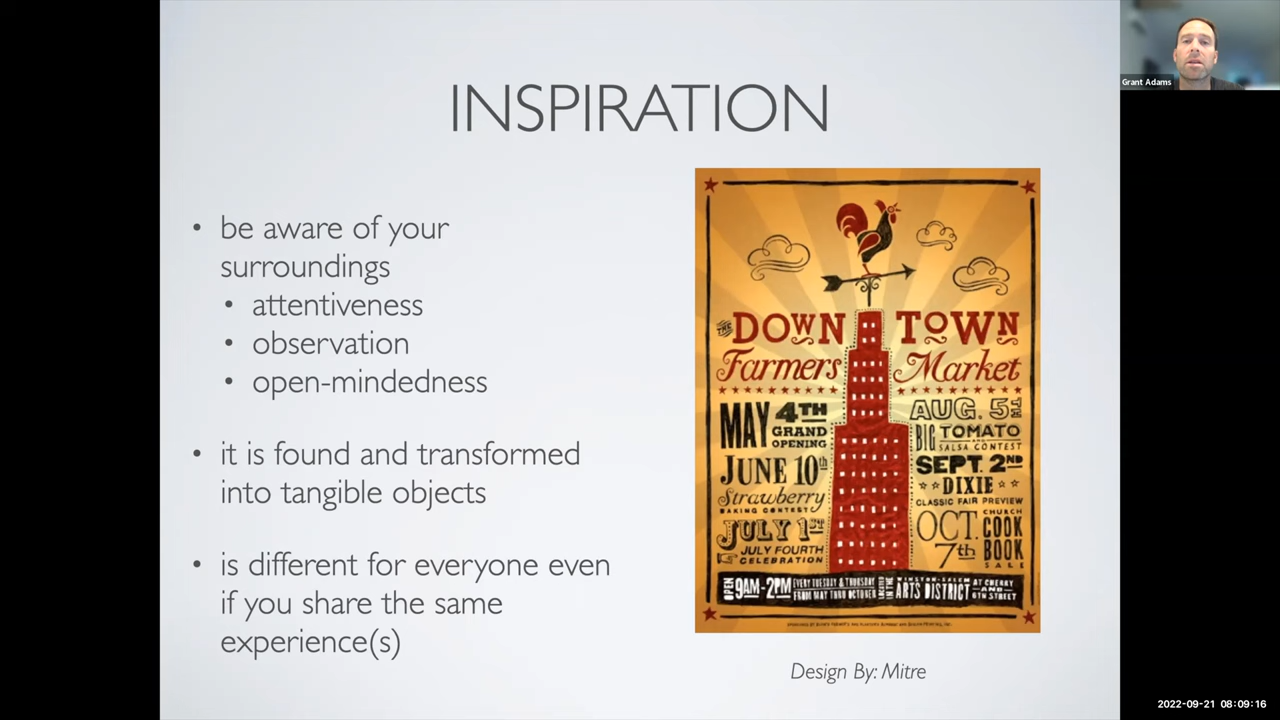 INSPIRATION
• be aware of your
surroundings
• attentiveness
• observation
• open-mindedness
• it is found and transformed
into tangible objects
• is different for everyone even
if you share the same
experience(s)
THE DOWN TOWN
Farmers Market
MAY 4TH
GRAND
OPENING
JUNE 10th
Strawberry
BAKING CONTEST
JULY 1ST
JULY FOURTH
CELEBRATION
AUG. 5TH
BIG TOMATO
AND
SALSA CONTEST
SEPT. 2ND
DIXIE
CLASSIC FAIR PREVIEW
OCT. 7th
CHURCH
COOK
BOOK
SALE
OPEN 9AM-2PM
EVERY TUESDAY & THURSDAY
FROM MAY THRU OCTOBER
IN THE
WINSTON-SALEM
ARTS DISTRICT
AT CHERRY
AND
6TH STREET
Design By: Mitre
Grant Adams
2022-09-21 08:09:16